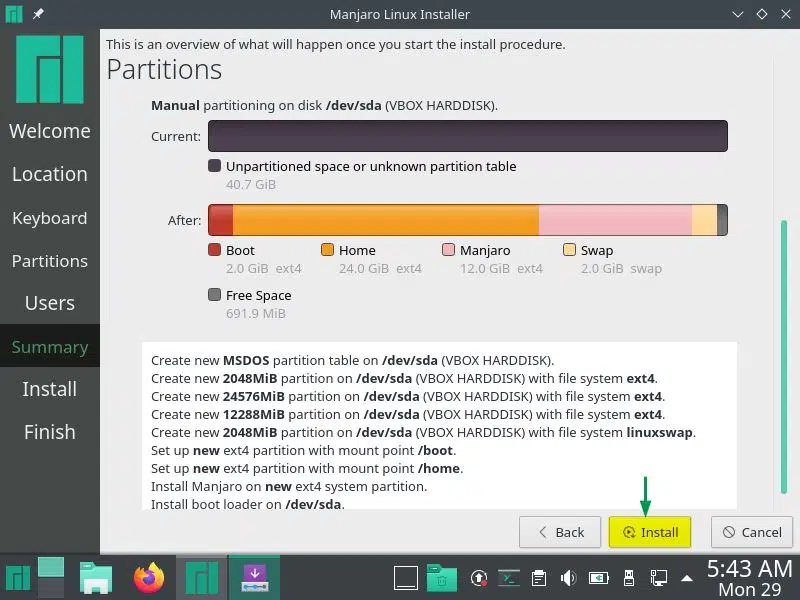 Manjaro Linux Installer
This is an overview of what will happen once you start the install procedure.
Partitions
Welcome
Location
Keyboard
Partitions
Users
Summary
Install
Finish
Manual partitioning on disk /dev/sda (VBOX HARDDISK).
Current:
Unpartitioned space or unknown partition table
40.7 GiB
After:
Boot Home Manjaro Swap
2.0 GiB ext4 24.0 GiB ext4 12.0 GiB ext4 2.0 GiB swap
Free Space
691.9 MiB
Create new MSDOS partition table on /dev/sda (VBOX HARDDISK).
Create new 2048MiB partition on /dev/sda (VBOX HARDDISK) with file system ext4.
Create new 24576MiB partition on /dev/sda (VBOX HARDDISK) with file system ext4.
Create new 12288MiB partition on /dev/sda (VBOX HARDDISK) with file system ext4.
Create new 2048MiB partition on /dev/sda (VBOX HARDDISK) with file system linuxswap.
Set up new ext4 partition with mount point /boot.
Set up new ext4 partition with mount point /home.
Install Manjaro on new ext4 system partition.
Install boot loader on /dev/sda.
Back Install Cancel
5:43 AM
Mon 29